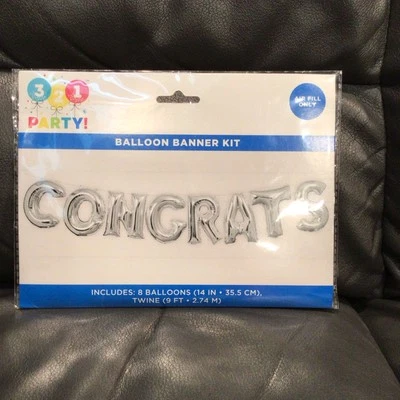 3 2 1
PARTY!
AIR FILL
ONLY
BALLOON BANNER KIT
CONGRATS
INCLUDES: 8 BALLOONS (14 IN • 35.5 CM),
TWINE (9 FT • 2.74 M)